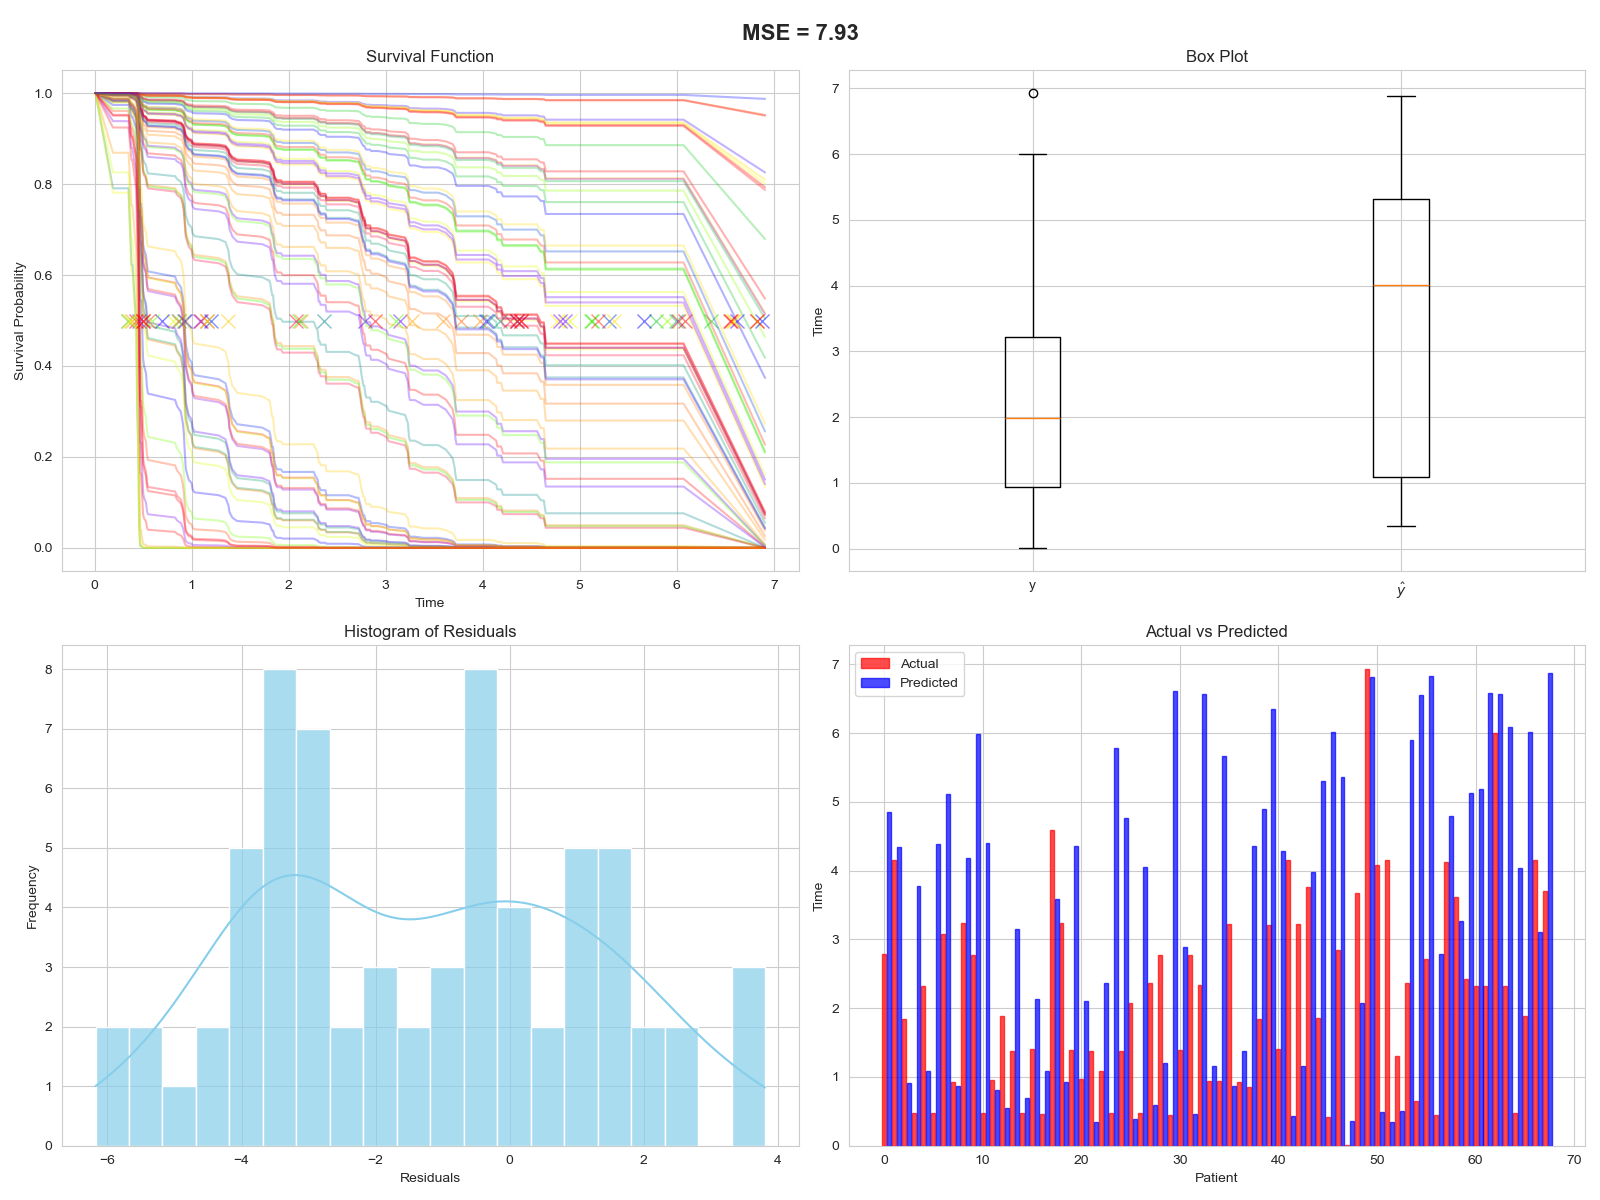 MSE = 7.93
Survival Function
Survival Probability
1.0
0.8
0.6
0.4
0.2
0.0
0 1 2 3 4 5 6 7
Time
Box Plot
Time
7
6
5
4
3
2
1
0
y ŷ
Histogram of Residuals
Frequency
8
7
6
5
4
3
2
1
0
−6 −4 −2 0 2 4
Residuals
Actual vs Predicted
Actual
Predicted
Time
7
6
5
4
3
2
1
0
0 10 20 30 40 50 60 70
Patient